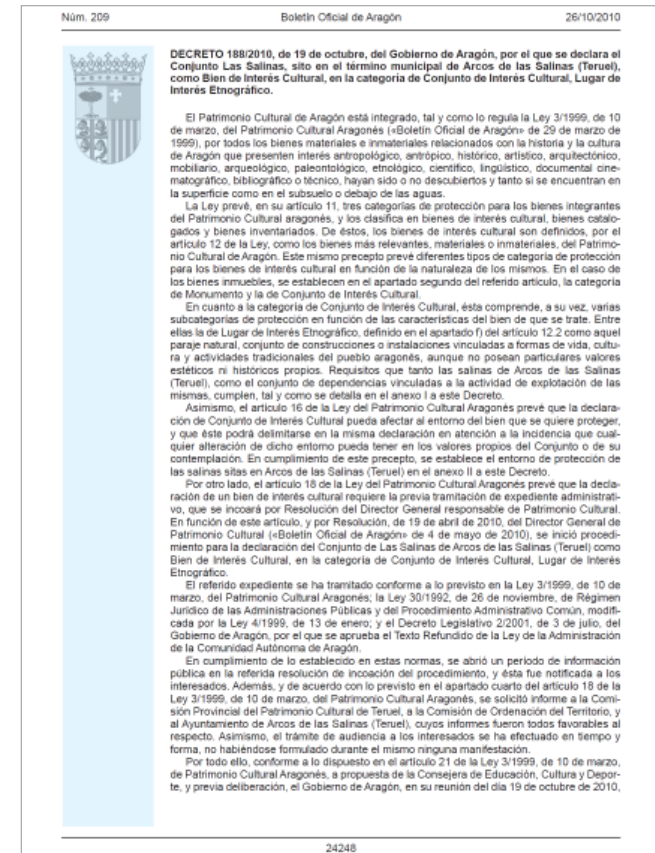 Núm. 209
Boletín Oficial de Aragón
26/10/2010
DECRETO 188/2010, de 19 de octubre, del Gobierno de Aragón, por el que se declara el
Conjunto Las Salinas, sito en el término municipal de Arcos de las Salinas (Teruel),
como Bien de Interés Cultural, en la categoría de Conjunto de Interés Cultural, Lugar de
Interés Etnográfico.
El Patrimonio Cultural de Aragón está integrado, tal y como lo regula la Ley 3/1999, de 10
de marzo, del Patrimonio Cultural Aragonés («Boletín Oficial de Aragón» de 29 de marzo de
1999), por todos los bienes materiales e inmateriales relacionados con la historia y la cultura
de Aragón que presenten interés antropológico, antrópico, histórico, artístico, arquitectónico,
mobiliario, arqueológico, paleontológico, etnológico, científico, lingüístico, documental cine-
matográfico, bibliográfico o técnico, hayan sido o no descubiertos y tanto si se encuentran en
la superficie como en el subsuelo o debajo de las aguas.
La Ley prevé, en su artículo 11, tres categorías de protección para los bienes integrantes
del Patrimonio Cultural aragonés, y los clasifica en bienes de interés cultural, bienes catalo-
gados y bienes inventariados. De éstos, los bienes de interés cultural son definidos, por el
artículo 12 de la Ley, como los bienes más relevantes, materiales o inmateriales, del Patrimo-
nio Cultural de Aragón. Este mismo precepto prevé diferentes tipos de categoría de protección
para los bienes de interés cultural en función de la naturaleza de los mismos. En el caso de
los bienes inmuebles, se establecen en el apartado segundo del referido artículo, la categoría
de Monumento y la de Conjunto de Interés Cultural.
En cuanto a la categoría de Conjunto de Interés Cultural, ésta comprende, a su vez, varias
subcategorías de protección en función de las características del bien de que se trate. Entre
ellas la de Lugar de Interés Etnográfico, definido en el apartado f) del artículo 12.2 como aquel
paraje natural, conjunto de construcciones o instalaciones vinculadas a formas de vida, cultu-
ra y actividades tradicionales del pueblo aragonés, aunque no posean particulares valores
estéticos ni históricos propios. Requisitos que tanto las salinas de Arcos de las Salinas
(Teruel), como el conjunto de dependencias vinculadas a la actividad de explotación de las
mismas, cumplen, tal y como se detalla en el anexo I a este Decreto.
Asimismo, el artículo 16 de la Ley del Patrimonio Cultural Aragonés prevé que la declara-
ción de Conjunto de Interés Cultural pueda afectar al entorno del bien que se quiere proteger,
y que éste podrá delimitarse en la misma declaración en atención a la incidencia que cual-
quier alteración de dicho entorno pueda tener en los valores propios del Conjunto o de su
contemplación. En cumplimiento de este precepto, se establece el entorno de protección de
las salinas sitas en Arcos de las Salinas (Teruel) en el anexo II a este Decreto.
Por otro lado, el artículo 18 de la Ley del Patrimonio Cultural Aragonés prevé que la decla-
ración de un bien de interés cultural requiere la previa tramitación de expediente administrati-
vo, que se incoará por Resolución del Director General responsable de Patrimonio Cultural.
En función de este artículo, y por Resolución, de 19 de abril de 2010, del Director General de
Patrimonio Cultural («Boletín Oficial de Aragón» de 4 de mayo de 2010), se inició procedi-
miento para la declaración del Conjunto de Las Salinas de Arcos de las Salinas (Teruel) como
Bien de Interés Cultural, en la categoría de Conjunto de Interés Cultural, Lugar de Interés
Etnográfico.
El referido expediente se ha tramitado conforme a lo previsto en la Ley 3/1999, de 10 de
marzo, del Patrimonio Cultural Aragonés; la Ley 30/1992, de 26 de noviembre, de Régimen
Jurídico de las Administraciones Públicas y del Procedimiento Administrativo Común, modifi-
cada por la Ley 4/1999, de 13 de enero; y el Decreto Legislativo 2/2001, de 3 de julio, del
Gobierno de Aragón, por el que se aprueba el Texto Refundido de la Ley de la Administración
de la Comunidad Autónoma de Aragón.
En cumplimiento de lo establecido en estas normas, se abrió un período de información
pública en la referida resolución de incoación del procedimiento, y ésta fue notificada a los
interesados. Además, y de acuerdo con lo previsto en el apartado cuarto del artículo 18 de la
Ley 3/1999, de 10 de marzo, del Patrimonio Cultural Aragonés, se solicitó informe a la Comi-
sión Provincial del Patrimonio Cultural de Teruel, a la Comisión de Ordenación del Territorio, y
al Ayuntamiento de Arcos de las Salinas (Teruel), cuyos informes fueron todos favorables al
respecto. Asimismo, el trámite de audiencia a los interesados se ha efectuado en tiempo y
forma, no habiéndose formulado durante el mismo ninguna manifestación.
Por todo ello, conforme a lo dispuesto en el artículo 21 de la Ley 3/1999, de 10 de marzo,
de Patrimonio Cultural Aragonés, a propuesta de la Consejera de Educación, Cultura y Depor-
te, y previa deliberación, el Gobierno de Aragón, en su reunión del día 19 de octubre de 2010,
24248